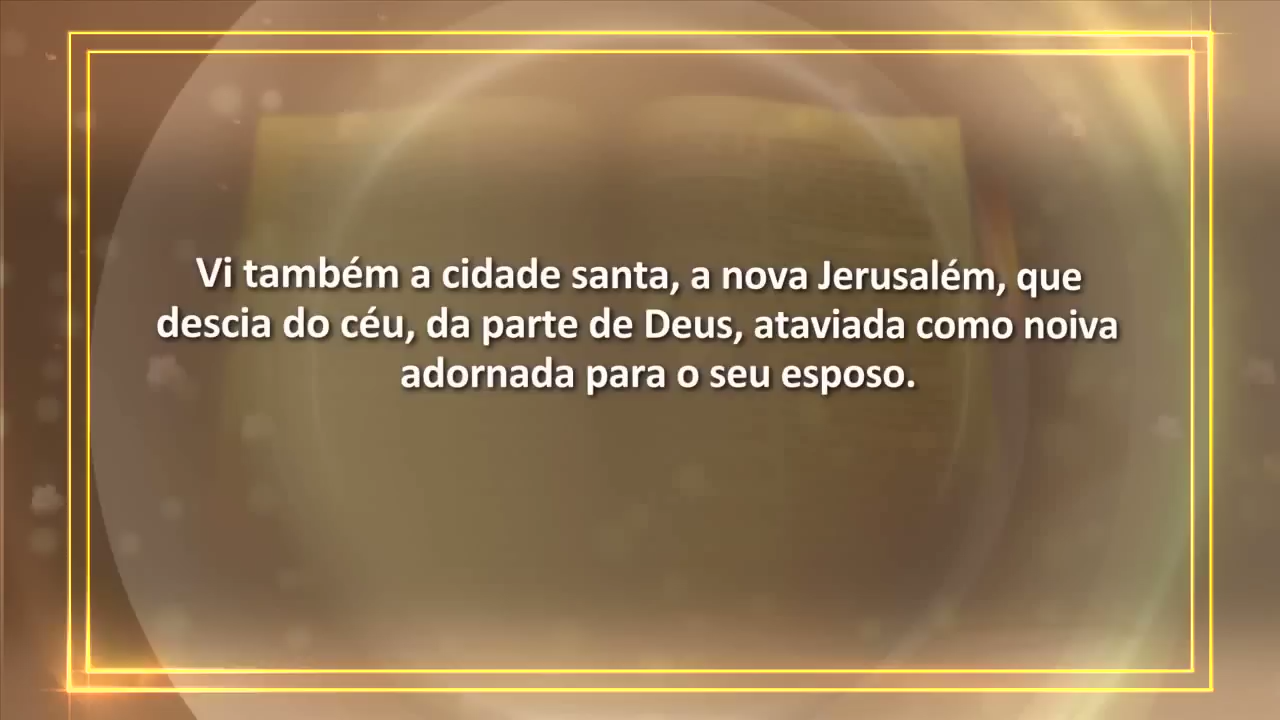 Vi também a cidade santa, a nova Jerusalém, que
descia do céu, da parte de Deus, ataviada como noiva
adornada para o seu esposo.